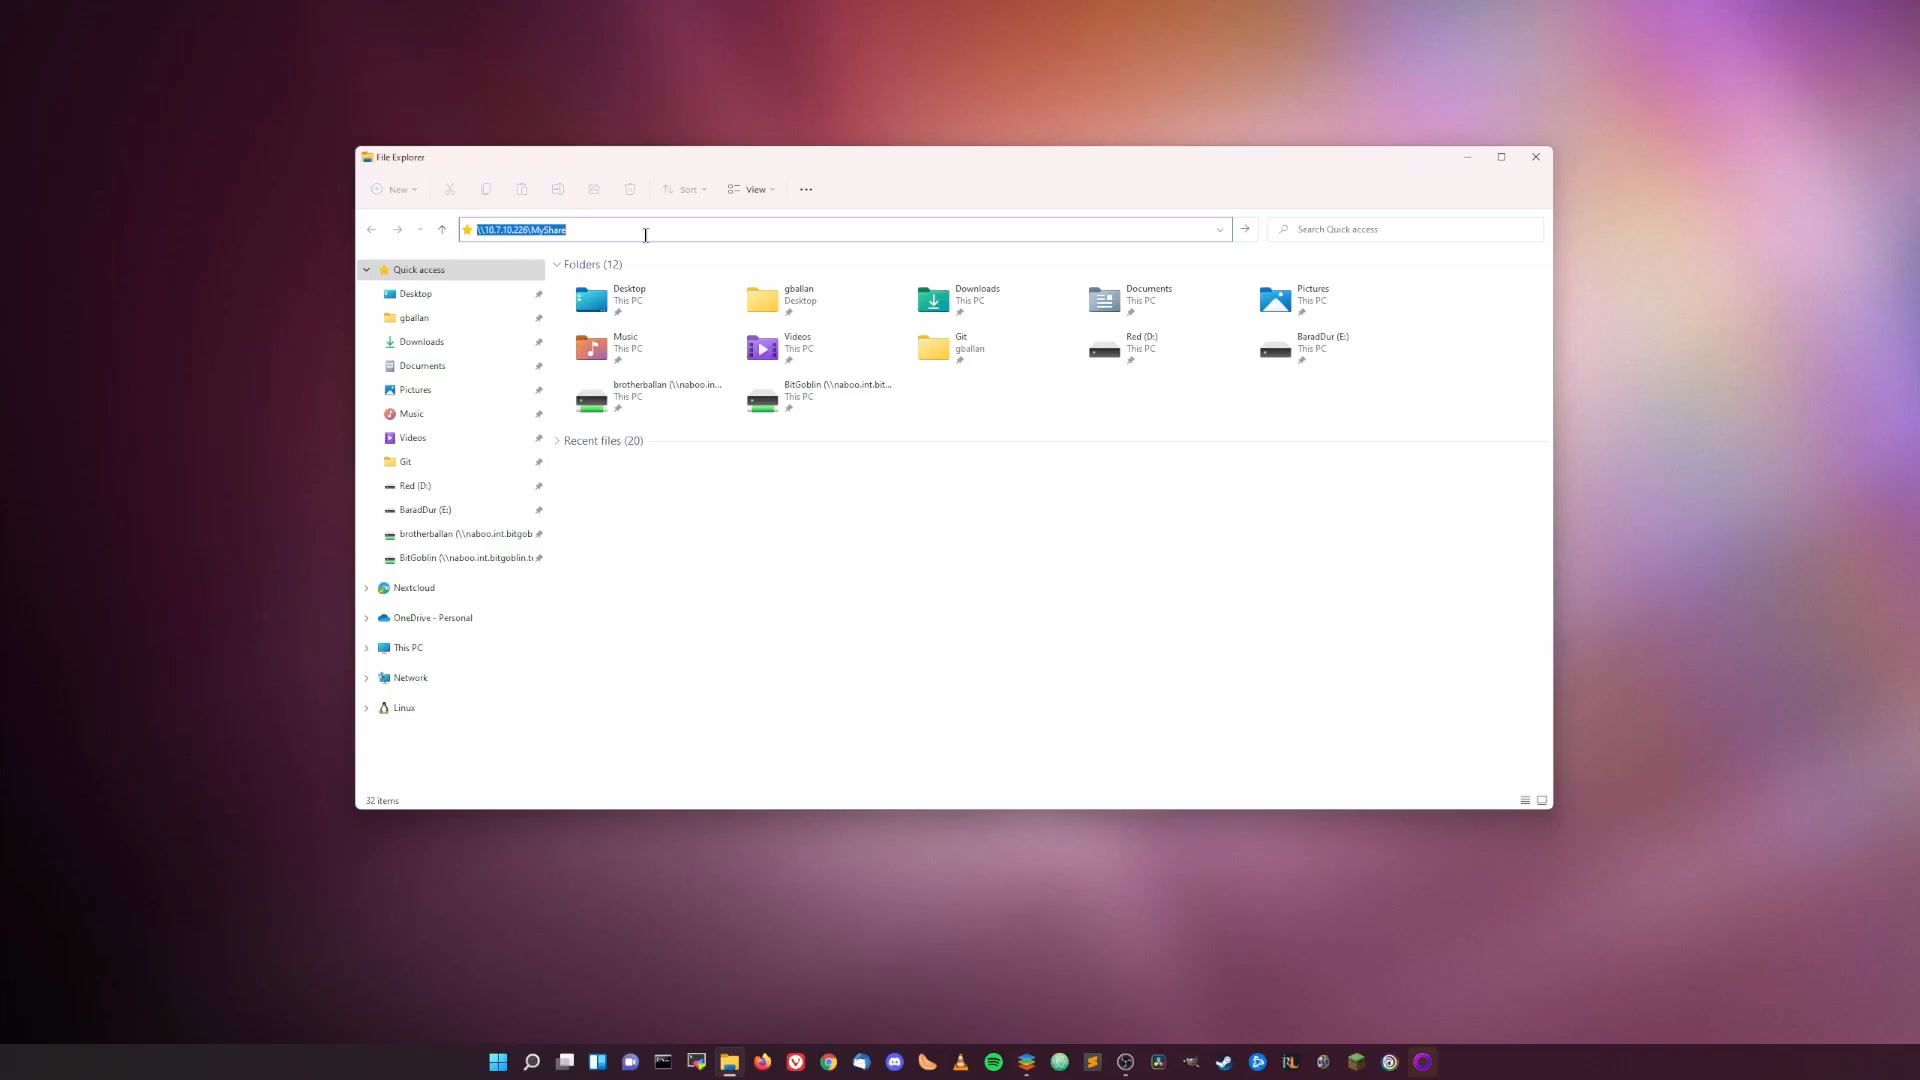 File Explorer
New
Sort
View
\\10.7.10.226\MyShare
Search Quick access
Quick access
Desktop
gballan
Downloads
Documents
Pictures
Music
Videos
Git
Red (D:)
BaradDur (E:)
brotherballan (\\naboo.int.bitgob
BitGoblin (\\naboo.int.bitgoblin.te
Nextcloud
OneDrive - Personal
This PC
Network
Linux
Folders (12)
Desktop
This PC
gballan
Desktop
Downloads
This PC
Documents
This PC
Pictures
This PC
Music
This PC
Videos
This PC
Git
gballan
Red (D:)
This PC
BaradDur (E:)
This PC
brotherballan (\\naboo.in...
This PC
BitGoblin (\\naboo.int.bit...
This PC
Recent files (20)
32 items